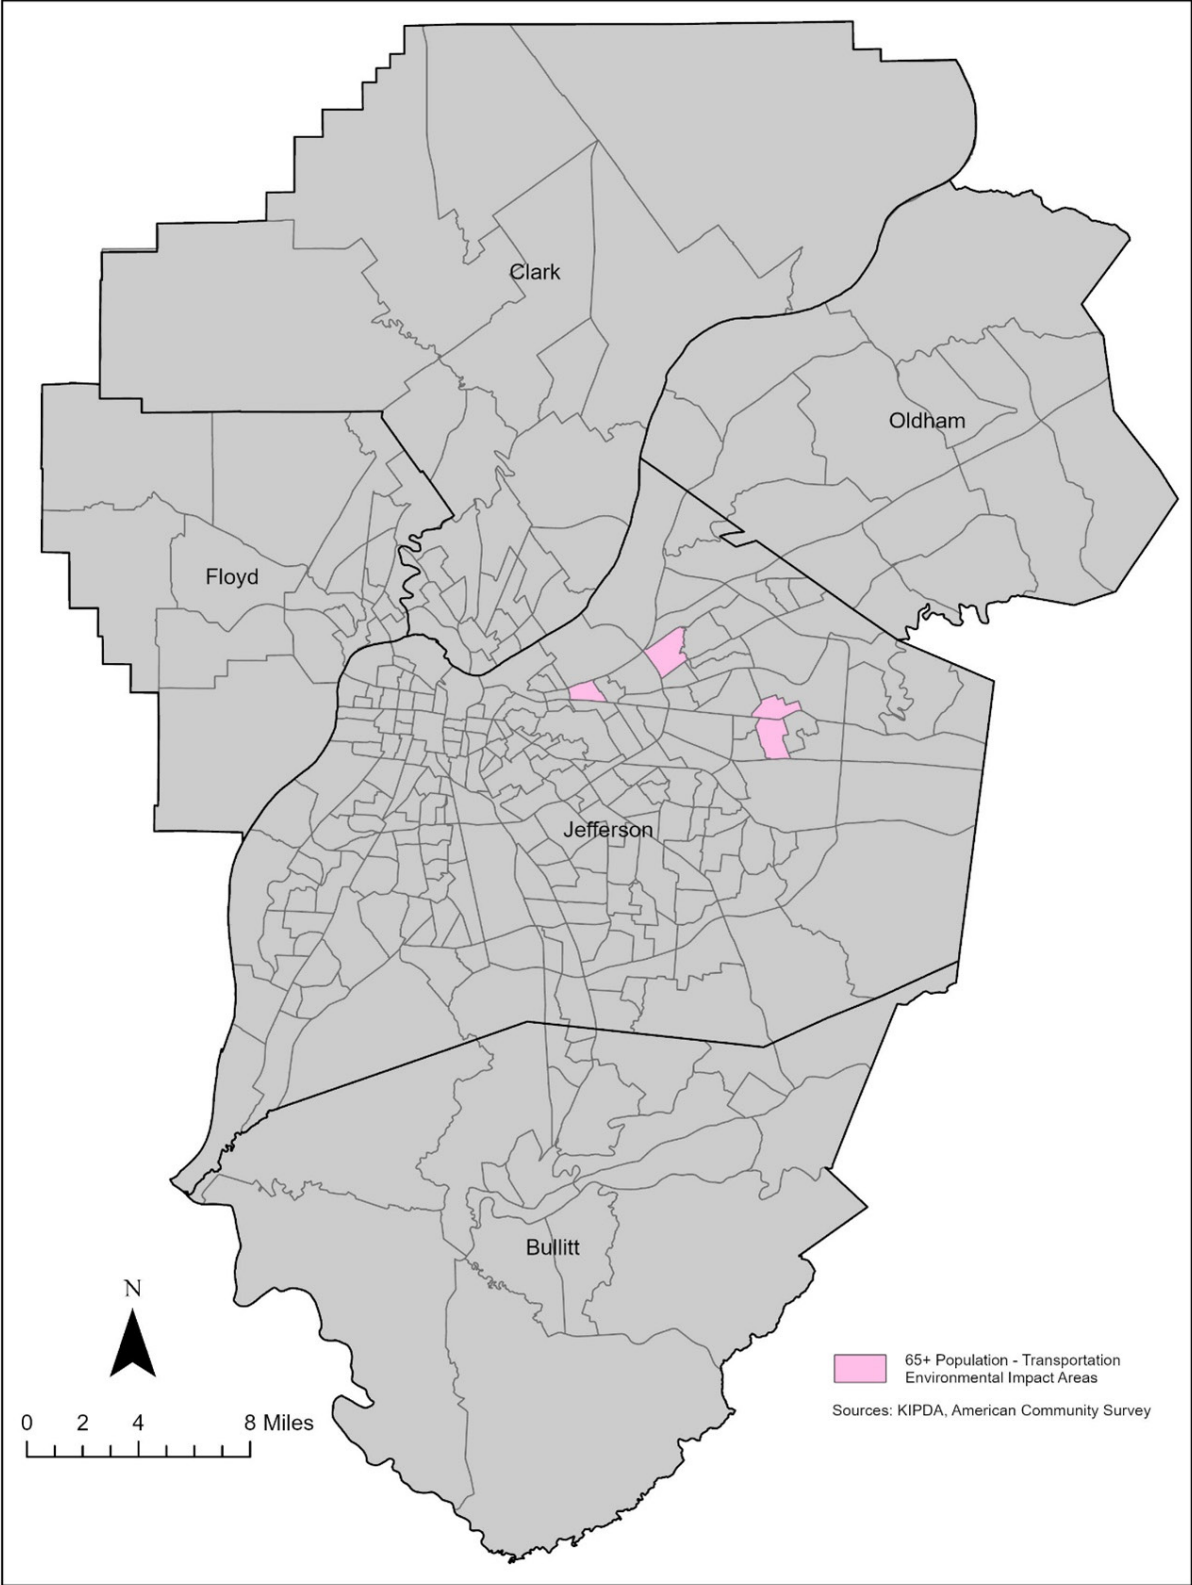 Clark
Oldham
Floyd
Jefferson
Bullitt
N
0 2 4 8 Miles
65+ Population - Transportation
Environmental Impact Areas
Sources: KIPDA, American Community Survey